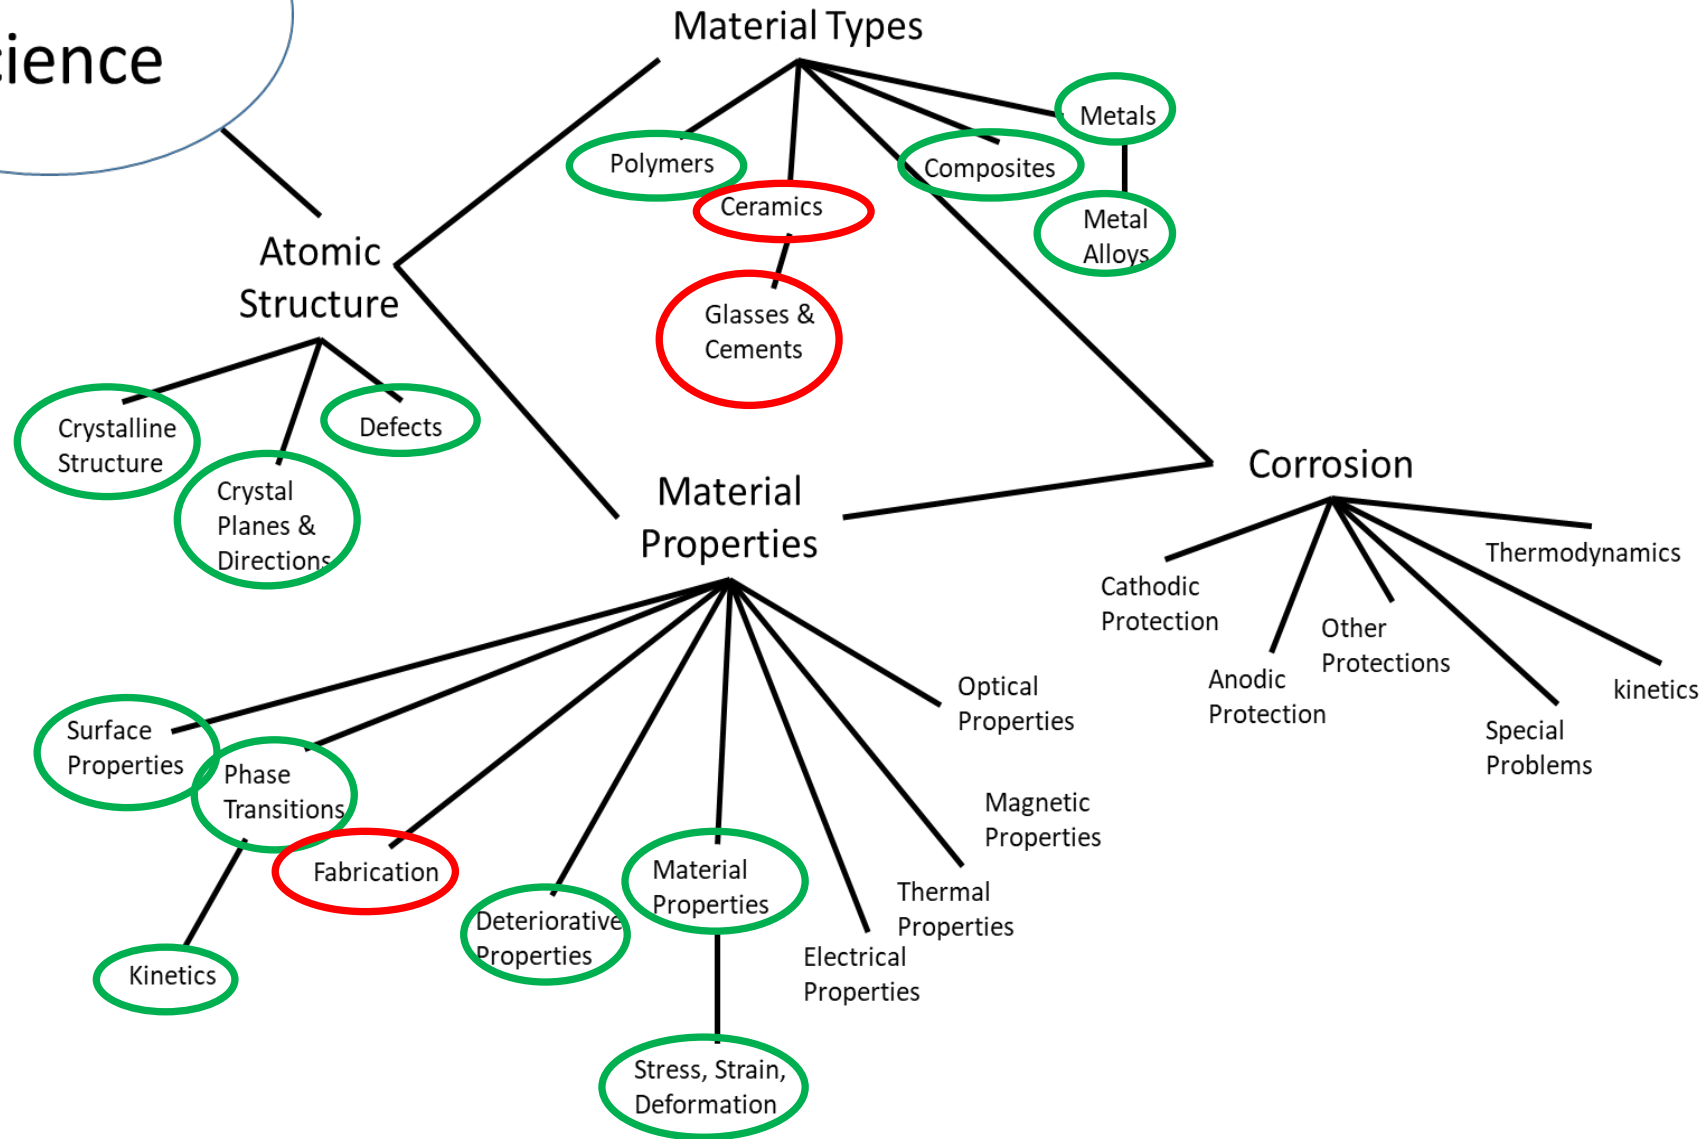 cience
Material Types
Metals
Polymers
Composites
Ceramics
Metal
Alloys
Atomic
Structure
Glasses &
Cements
Crystalline
Structure
Defects
Crystal
Planes &
Directions
Material
Properties
Corrosion
Thermodynamics
Cathodic
Protection
Other
Protections
Anodic
Protection
kinetics
Special
Problems
Optical
Properties
Surface
Properties
Phase
Transitions
Magnetic
Properties
Fabrication
Material
Properties
Thermal
Properties
Deteriorative
Properties
Electrical
Properties
Kinetics
Stress, Strain,
Deformation